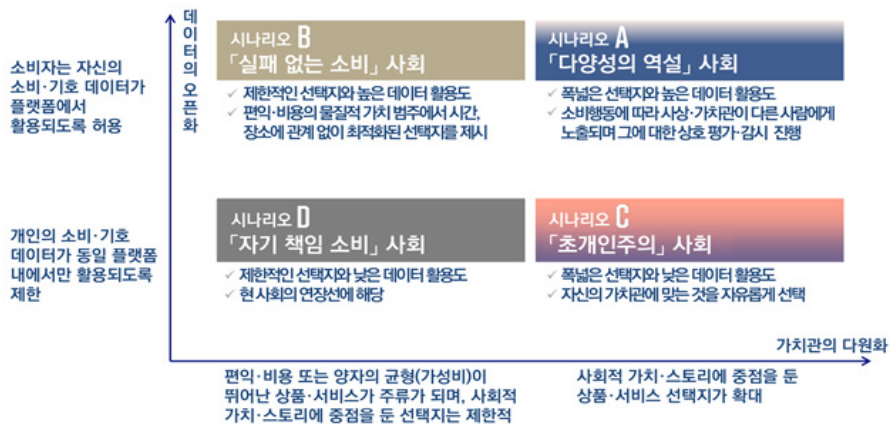 데이터의 오픈화
소비자는 자신의
소비·기호 데이터가
플랫폼에서
활용되도록 허용
시나리오 B
「실패 없는 소비」 사회
✓ 제한적인 선택지와 높은 데이터 활용도
✓ 편익·비용의 물질적 가치 범주에서 시간,
장소에 관계 없이 최적화된 선택지를 제시
시나리오 A
「다양성의 역설」 사회
✓ 폭넓은 선택지와 높은 데이터 활용도
✓ 소비행동에 따라 사상·가치관이 다른 사람에게
노출되며 그에 대한 상호 평가·감시 진행
개인의 소비·기호
데이터가 동일 플랫폼
내에서만 활용되도록
제한
시나리오 D
「자기 책임 소비」 사회
✓ 제한적인 선택지와 낮은 데이터 활용도
✓ 현 사회의 연장선에 해당
시나리오 C
「초개인주의」 사회
✓ 폭넓은 선택지와 낮은 데이터 활용도
✓ 자신의 가치관에 맞는 것을 자유롭게 선택
가치관의 다원화
편익·비용 또는 양자의 균형(가성비)이
뛰어난 상품·서비스가 주류가 되며, 사회적
가치·스토리에 중점을 둔 선택지는 제한적
사회적 가치·스토리에 중점을 둔
상품·서비스 선택지가 확대